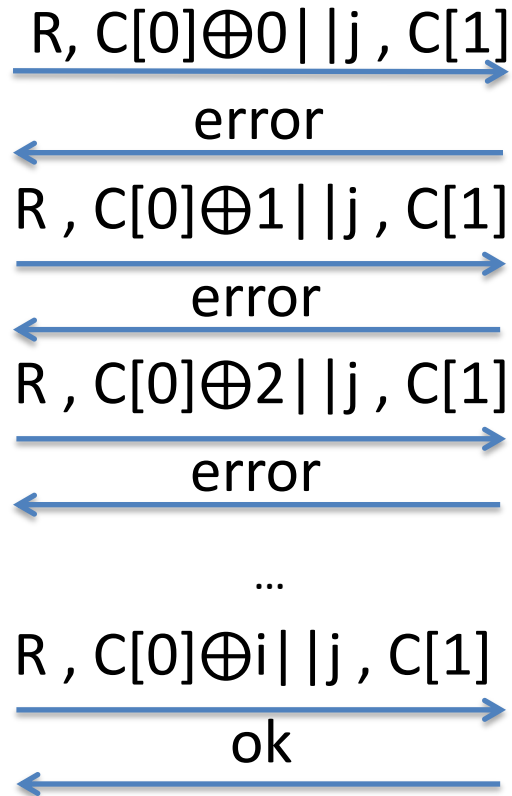 R, C[0]⊕0||j , C[1]
error
R , C[0]⊕1||j , C[1]
error
R , C[0]⊕2||j , C[1]
error
...
R , C[0]⊕i||j , C[1]
ok